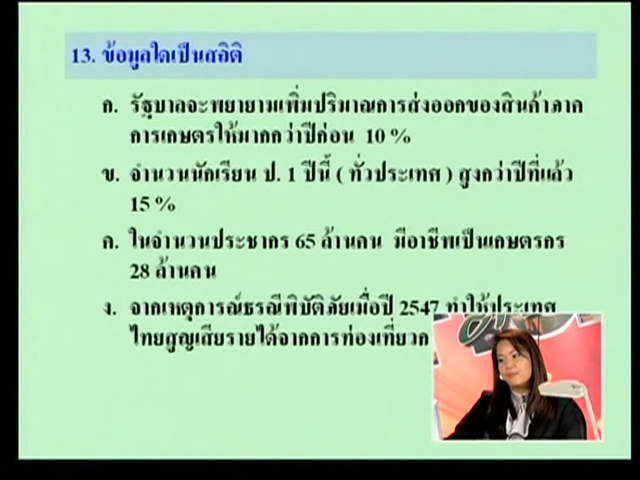 13. ข้อมูลใดเป็นสถิติ
ก. รัฐบาลจะพยายามเพิ่มปริมาณการส่งออกของสินค้าภาค
การเกษตรให้มากกว่าปีก่อน 10 %
ข. จำนวนนักเรียน ป. 1 ปีนี้ ( ทั่วประเทศ ) สูงกว่าปีที่แล้ว
15 %
ค. ในจำนวนประชากร 65 ล้านคน มีอาชีพเป็นเกษตรกร
28 ล้านคน
ง. จากเหตุการณ์ธรณีพิบัติภัยเมื่อปี 2547 ทำให้ประเทศ
ไทยสูญเสียรายได้จากการท่องเที่ยวก